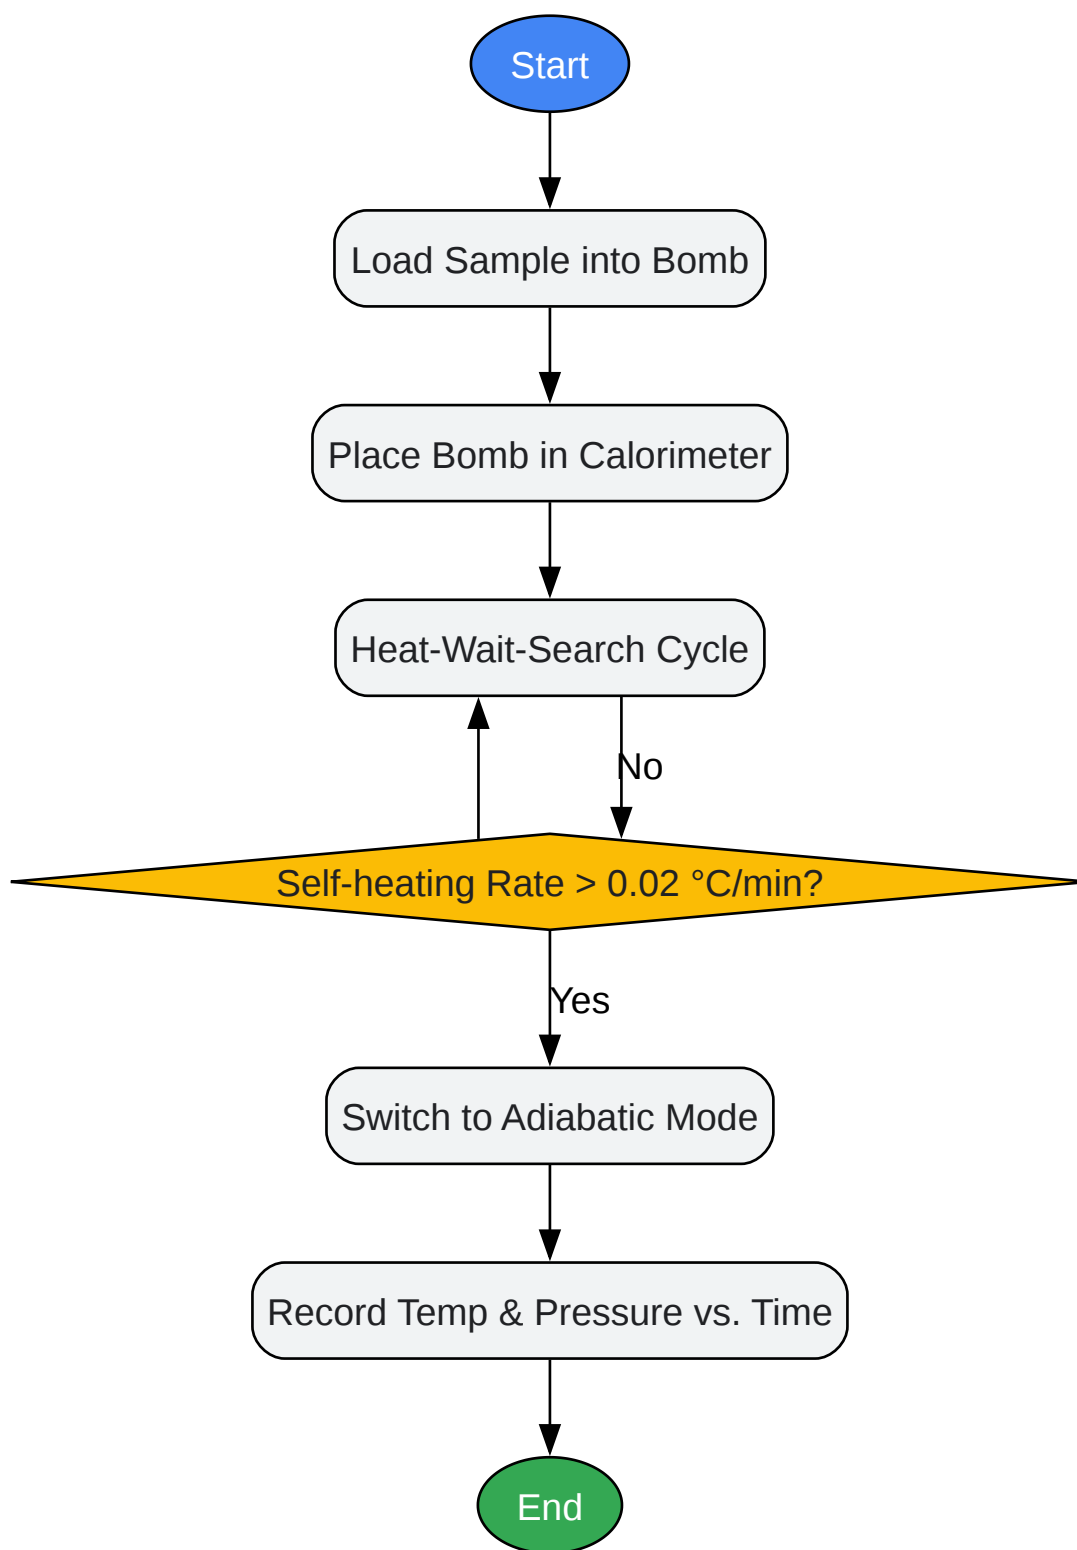 Start
Load Sample into Bomb
Place Bomb in Calorimeter
Heat-Wait-Search Cycle
No
Self-heating Rate > 0.02 °C/min?
Yes
Switch to Adiabatic Mode
Record Temp & Pressure vs. Time
End